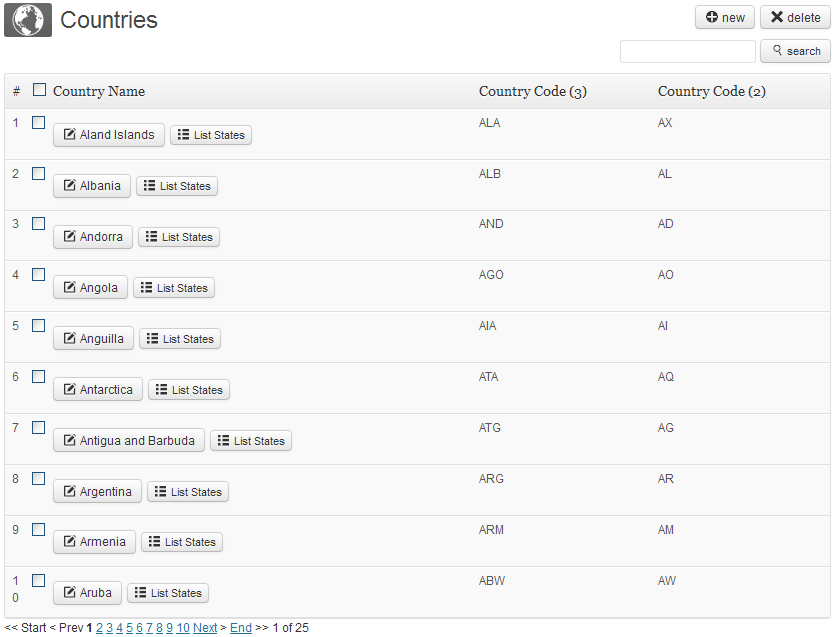 Countries
new delete
search
# Country Name Country Code (3) Country Code (2)
1 Aland Islands List States ALA AX
2 Albania List States ALB AL
3 Andorra List States AND AD
4 Angola List States AGO AO
5 Anguilla List States AIA AI
6 Antarctica List States ATA AQ
7 Antigua and Barbuda List States ATG AG
8 Argentina List States ARG AR
9 Armenia List States ARM AM
10 Aruba List States ABW AW
<< Start < Prev 1 2 3 4 5 6 7 8 9 10 Next > End >> 1 of 25